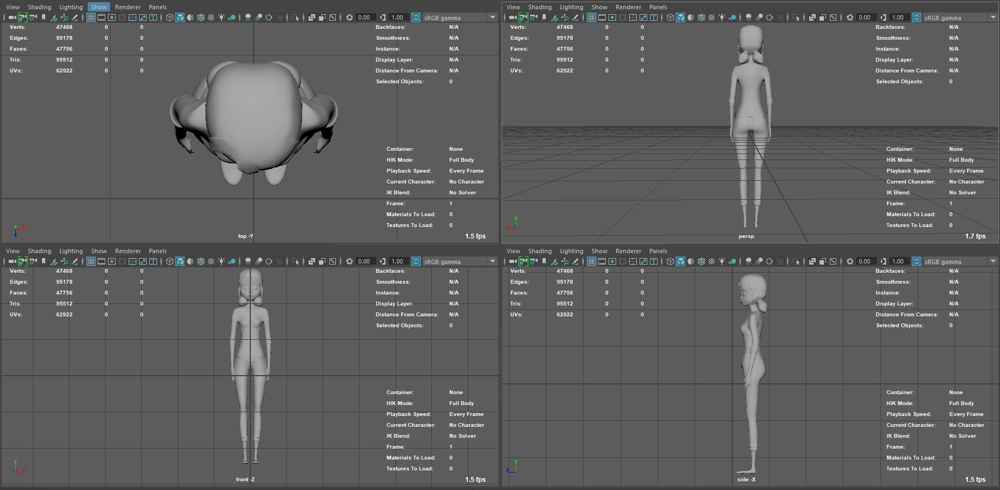 View Shading Lighting Show Renderer Panels
0.00 1.00 ON sRGB gamma
Verts: 47468 0 0
Edges: 95178 0 0
Faces: 47756 0 0
Tris: 95512 0 0
UVs: 62922 0 0
Backfaces: N/A
Smoothness: N/A
Instance: N/A
Display Layer: N/A
Distance From Camera: N/A
Selected Objects: 0
Container: None
HIK Mode: Full Body
Playback Speed: Every Frame
Current Character: No Character
IK Blend: No Solver
Frame: 1
Materials To Load: 0
Textures To Load: 0
y x
z
top -Y
1.5 fps
View Shading Lighting Show Renderer Panels
0.00 1.00 ON sRGB gamma
Verts: 47468 0 0
Edges: 95178 0 0
Faces: 47756 0 0
Tris: 95512 0 0
UVs: 62922 0 0
Backfaces: N/A
Smoothness: N/A
Instance: N/A
Display Layer: N/A
Distance From Camera: N/A
Selected Objects: 0
Container: None
HIK Mode: Full Body
Playback Speed: Every Frame
Current Character: No Character
IK Blend: No Solver
Frame: 1
Materials To Load: 0
Textures To Load: 0
y
x z
persp
1.7 fps
View Shading Lighting Show Renderer Panels
0.00 1.00 ON sRGB gamma
Verts: 47468 0 0
Edges: 95178 0 0
Faces: 47756 0 0
Tris: 95512 0 0
UVs: 62922 0 0
Backfaces: N/A
Smoothness: N/A
Instance: N/A
Display Layer: N/A
Distance From Camera: N/A
Selected Objects: 0
Container: None
HIK Mode: Full Body
Playback Speed: Every Frame
Current Character: No Character
IK Blend: No Solver
Frame: 1
Materials To Load: 0
Textures To Load: 0
y
z x
front -Z
1.5 fps
View Shading Lighting Show Renderer Panels
0.00 1.00 ON sRGB gamma
Verts: 47468 0 0
Edges: 95178 0 0
Faces: 47756 0 0
Tris: 95512 0 0
UVs: 62922 0 0
Backfaces: N/A
Smoothness: N/A
Instance: N/A
Display Layer: N/A
Distance From Camera: N/A
Selected Objects: 0
Container: None
HIK Mode: Full Body
Playback Speed: Every Frame
Current Character: No Character
IK Blend: No Solver
Frame: 1
Materials To Load: 0
Textures To Load: 0
y
z
side -X
1.5 fps